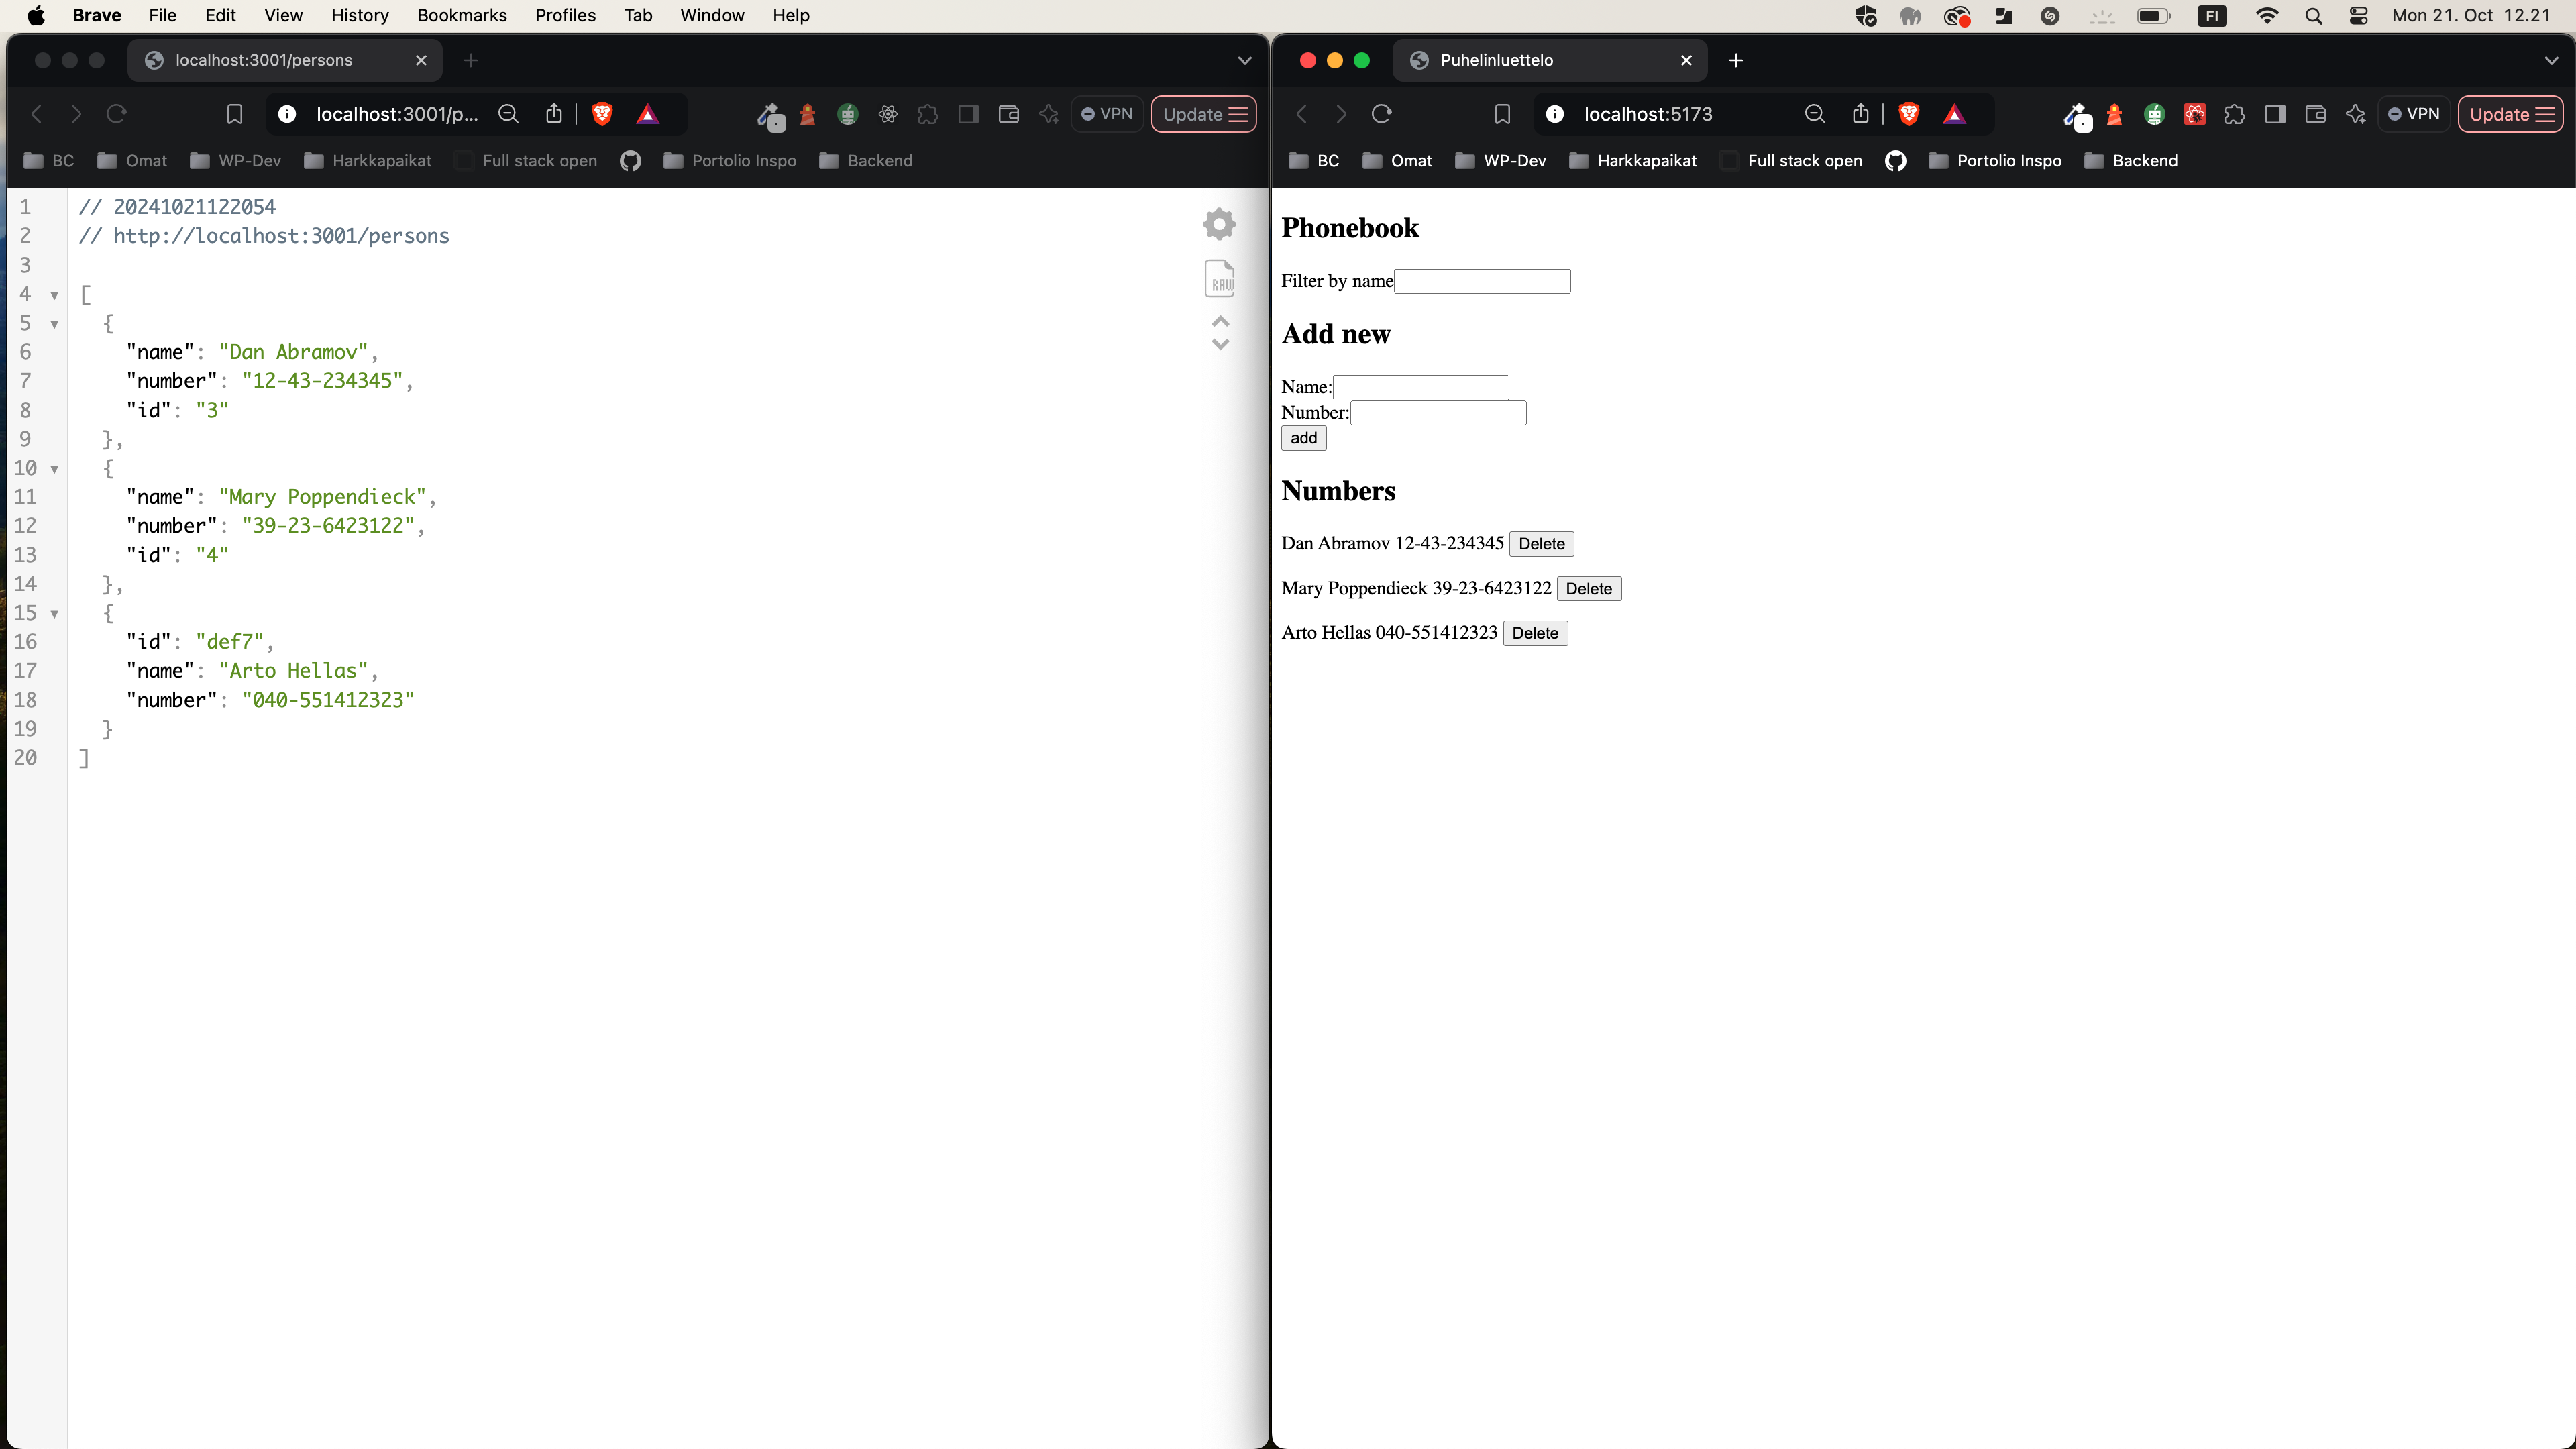 Brave File Edit View History Bookmarks Profiles Tab Window Help FI Mon 21. Oct 12.21
localhost:3001/persons
localhost:3001/p... VPN Update
BC Omat WP-Dev Harkkapaikat Full stack open Portolio Inspo Backend
1 // 20241021122054
2 // http://localhost:3001/persons
3
4 [
5 {
6 "name": "Dan Abramov",
7 "number": "12-43-234345",
8 "id": "3"
9 },
10 {
11 "name": "Mary Poppendieck",
12 "number": "39-23-6423122",
13 "id": "4"
14 },
15 {
16 "id": "def7",
17 "name": "Arto Hellas",
18 "number": "040-551412323"
19 }
20 ]
RAW
Puhelinluettelo
localhost:5173 VPN Update
BC Omat WP-Dev Harkkapaikat Full stack open Portolio Inspo Backend
Phonebook
Filter by name
Add new
Name:
Number:
add
Numbers
Dan Abramov 12-43-234345 Delete
Mary Poppendieck 39-23-6423122 Delete
Arto Hellas 040-551412323 Delete